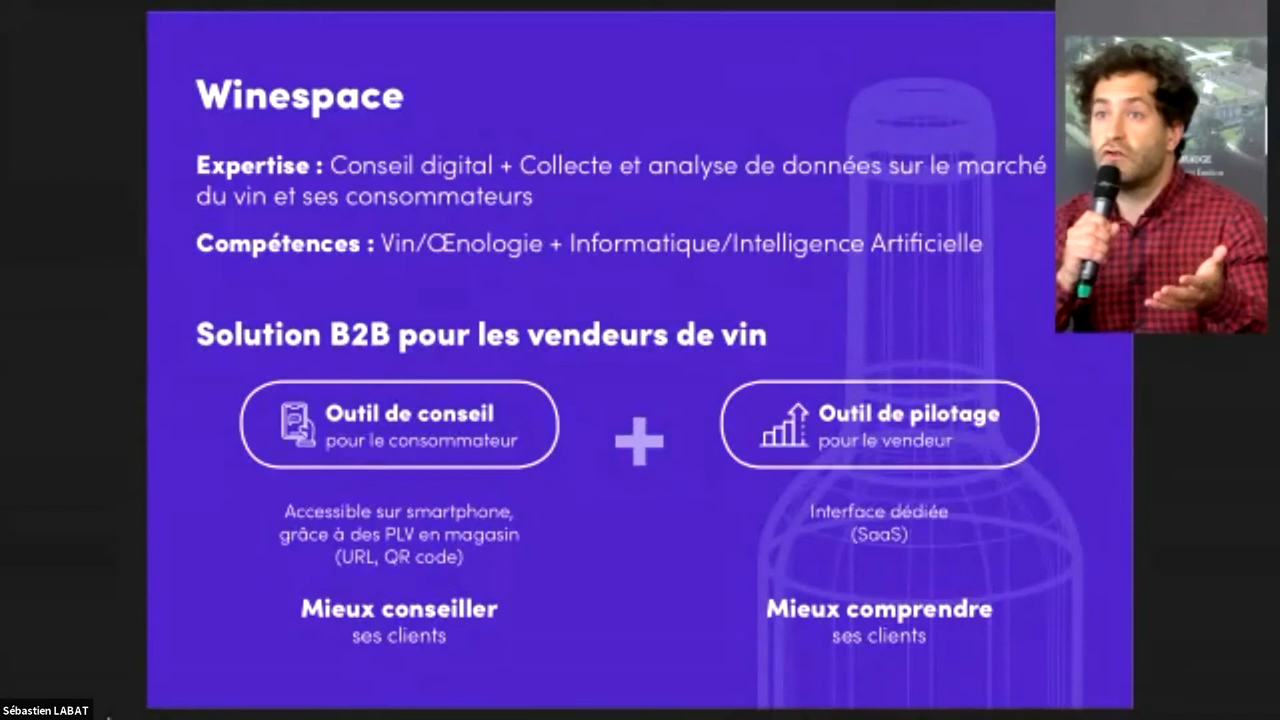 Winespace
Expertise : Conseil digital + Collecte et analyse de données sur le marché
du vin et ses consommateurs
Compétences : Vin/Œnologie + Informatique/Intelligence Artificielle
Solution B2B pour les vendeurs de vin
Outil de conseil
pour le consommateur
Outil de pilotage
pour le vendeur
Accessible sur smartphone,
grâce à des PLV en magasin
(URL, QR code)
Interface dédiée
(SaaS)
Mieux conseiller
ses clients
Mieux comprendre
ses clients
Sébastien LABAT